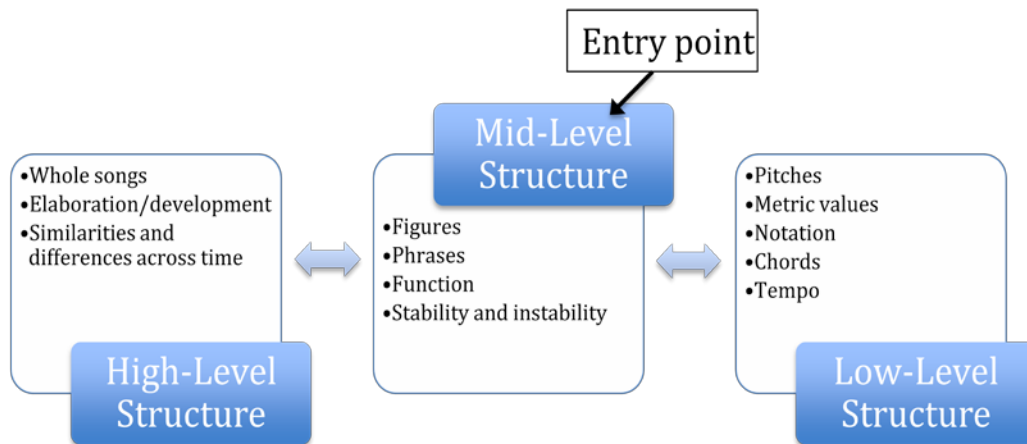 Entry point
Mid-Level
Structure
•Whole songs
•Elaboration/development
•Similarities and
differences across time
High-Level
Structure
•Figures
•Phrases
•Function
•Stability and instability
•Pitches
•Metric values
•Notation
•Chords
•Tempo
Low-Level
Structure